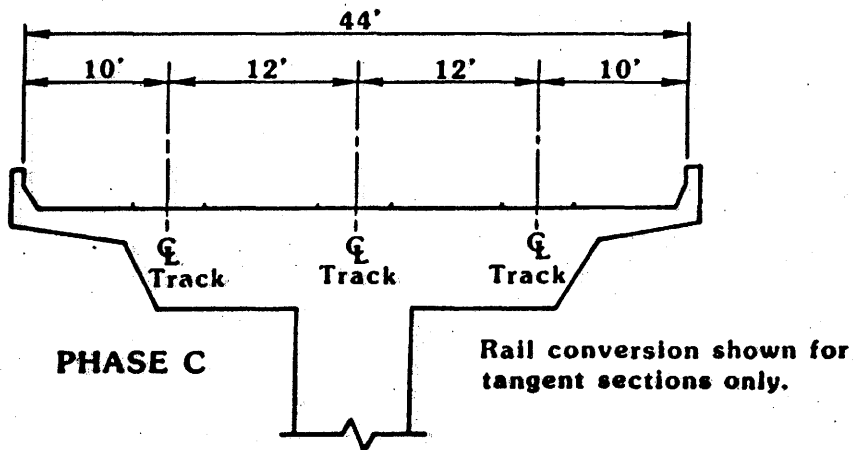 44'
10' 12' 12' 10'
℄ ℄ ℄
Track Track Track
PHASE C
Rail conversion shown for
tangent sections only.